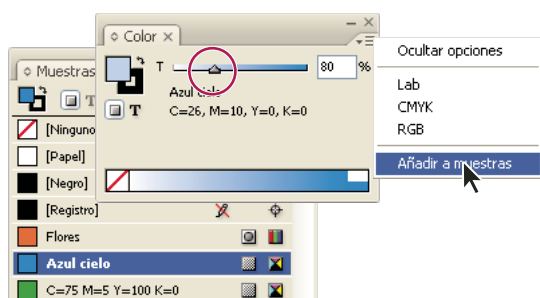 Color
T 80 %
Azul cielo
T C=26, M=10, Y=0, K=0
Ocultar opciones
Lab
CMYK
RGB
Añadir a muestras
Muestras
T
[Ninguno
[Papel]
[Negro]
[Registro]
Flores
Azul cielo
C=75 M=5 Y=100 K=0